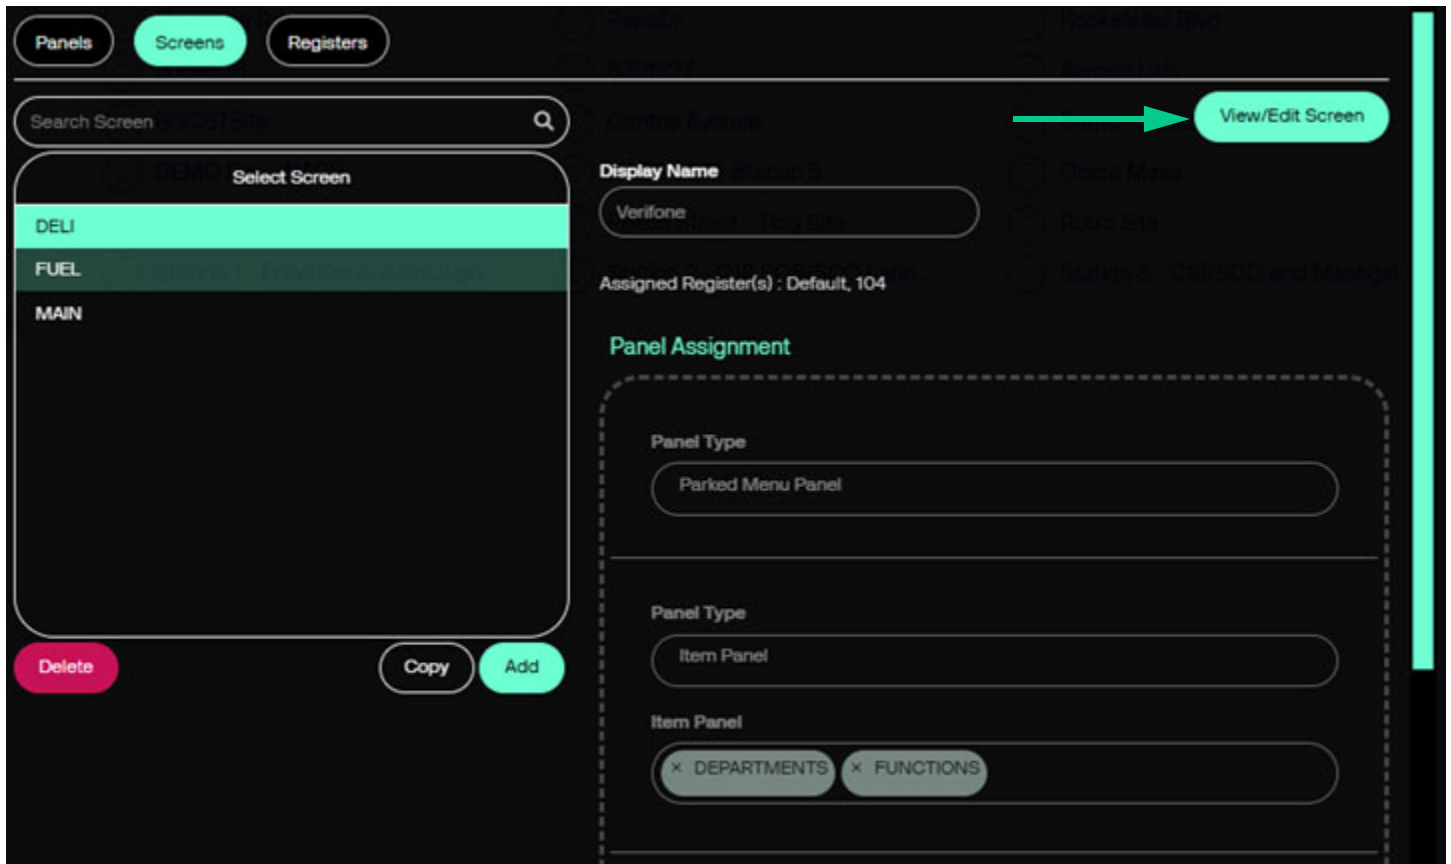 Panels Screens Registers
Search Screen
View/Edit Screen
Select Screen
DELI
FUEL
MAIN
Delete Copy Add
Display Name
Verifone
Assigned Register(s) : Default, 104
Panel Assignment
Panel Type
Parked Menu Panel
Panel Type
Item Panel
Item Panel
× DEPARTMENTS × FUNCTIONS